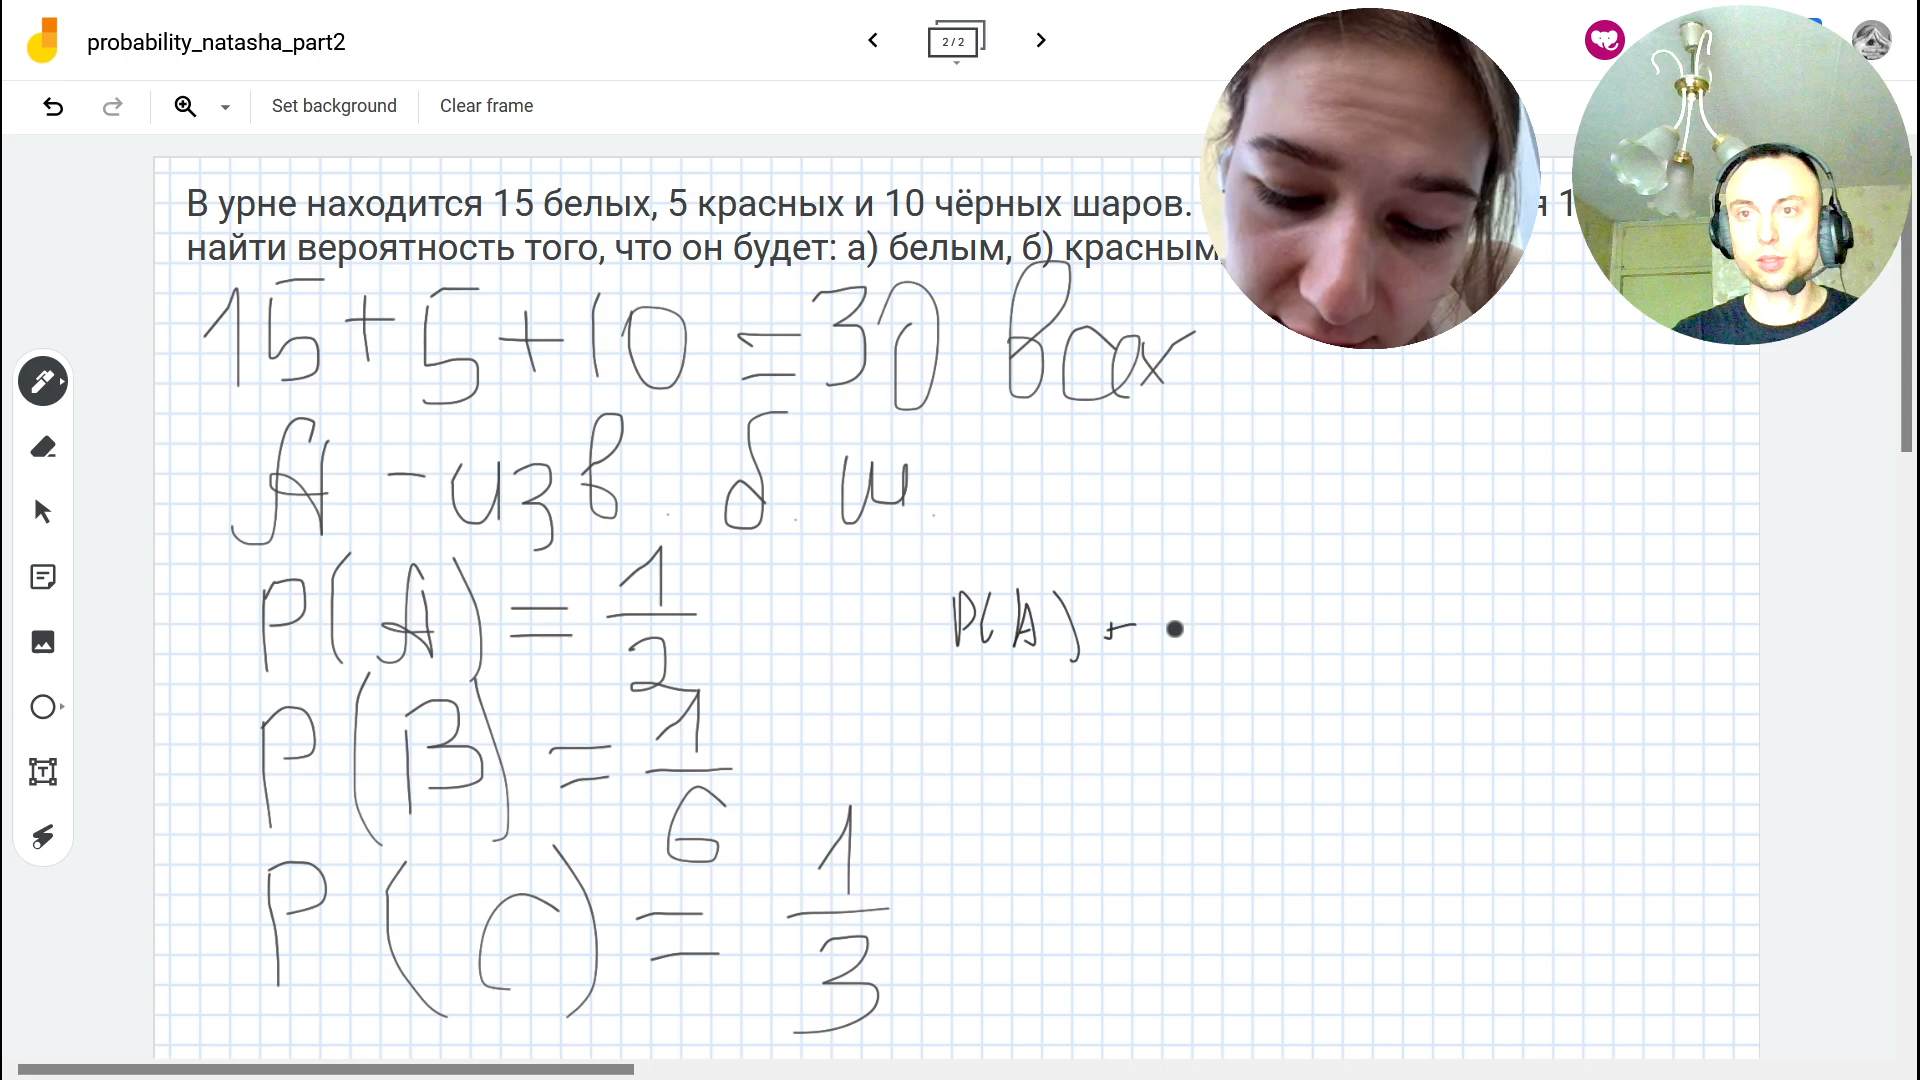 probability_natasha_part2
2 / 2
Set background
Clear frame
В урне находится 15 белых, 5 красных и 10 чёрных шаров. я 1
найти вероятность того, что он будет: а) белым, б) красным
15 + 5 + 10 = 30 всех
A - изв. б. ш.
P(A) = 1/2
P(A) +
P(B) = 1/6
P(C) = 1/3